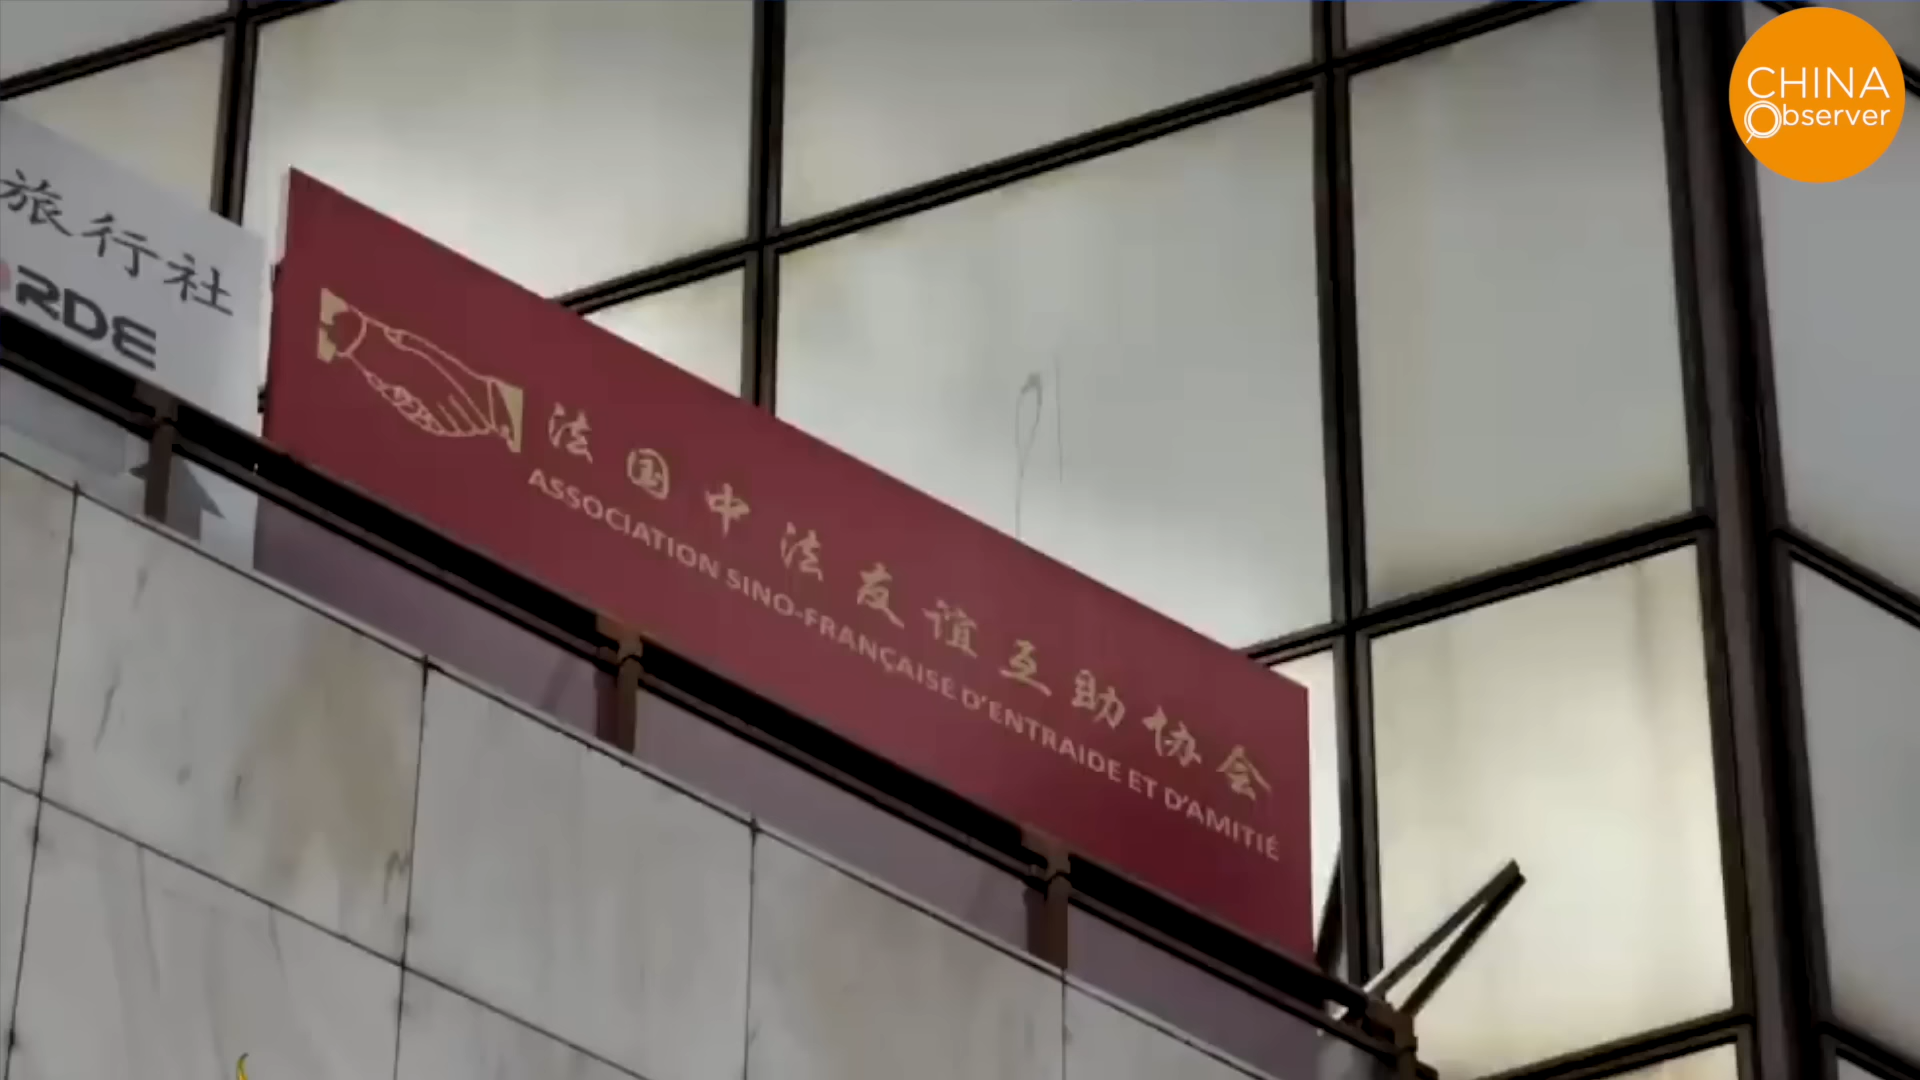 旅行社
RDE
法国中法友谊互助协会
ASSOCIATION SINO-FRANÇAISE D'ENTRAIDE ET D'AMITIÉ
CHINA
Observer